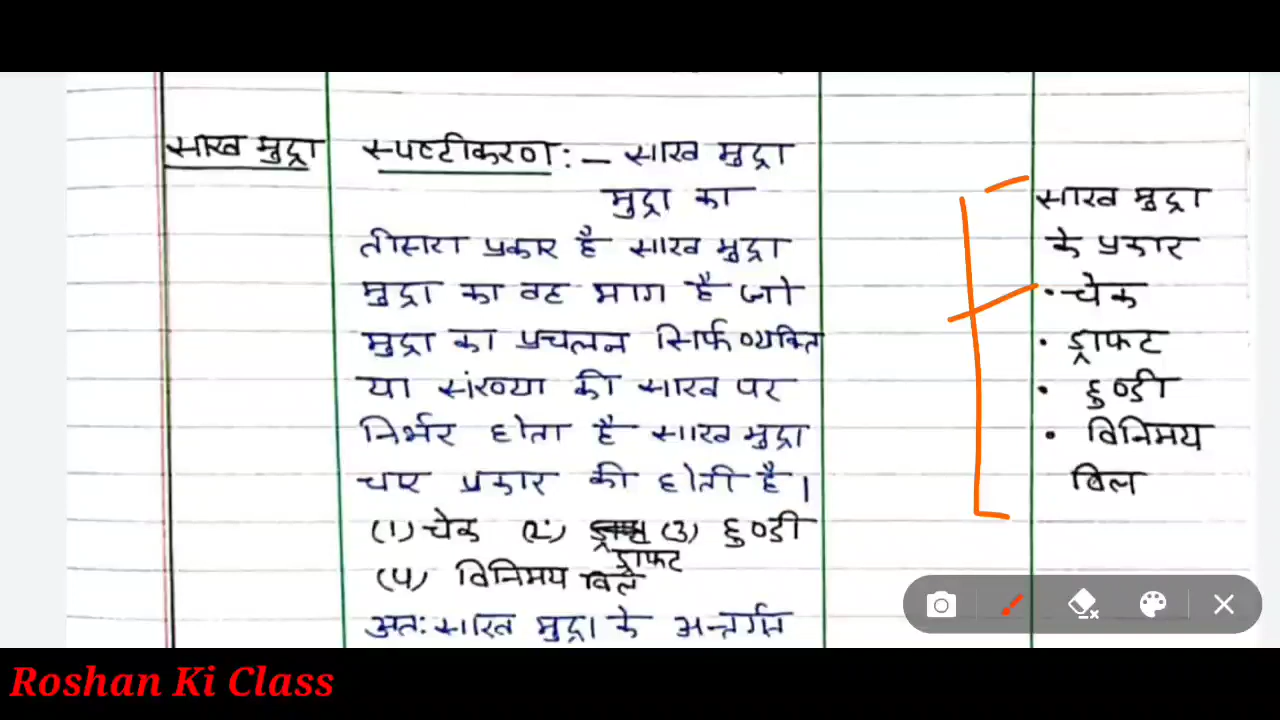 साख मुद्रा
स्पष्टीकरण :- साख मुद्रा
मुद्रा का
तीसरा प्रकार है साख मुद्रा
मुद्रा का वह भाग है जो
मुद्रा का प्रचलन सिर्फ व्यक्ति
या संख्या की साख पर
निर्भर होता है साख मुद्रा
चार प्रकार की होती है।
(1) चेक (2) ड्राफ्ट (3) हुण्डी
(4) विनिमय बिल
अतः साख मुद्रा के अन्तर्गत
साख मुद्रा
के प्रकार
• चेक
• ड्राफट
• हुण्डी
• विनिमय
विल
Roshan Ki Class